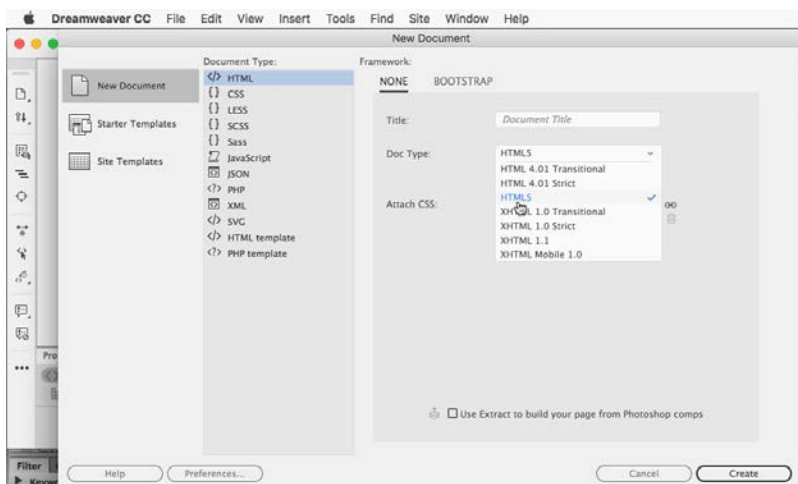 Dreamweaver CC File Edit View Insert Tools Find Site Window Help
New Document
New Document
Starter Templates
Site Templates
Document Type:
HTML
CSS
LESS
SCSS
Sass
JavaScript
JSON
PHP
XML
SVG
HTML template
PHP template
Framework:
NONE BOOTSTRAP
Title: Document Title
Doc Type: HTML5
HTML 4.01 Transitional
HTML 4.01 Strict
HTML5
Attach CSS:
XHTML 1.0 Transitional
XHTML 1.0 Strict
XHTML 1.1
XHTML Mobile 1.0
Use Extract to build your page from Photoshop comps
Pro
Filter
Help Preferences... Cancel Create